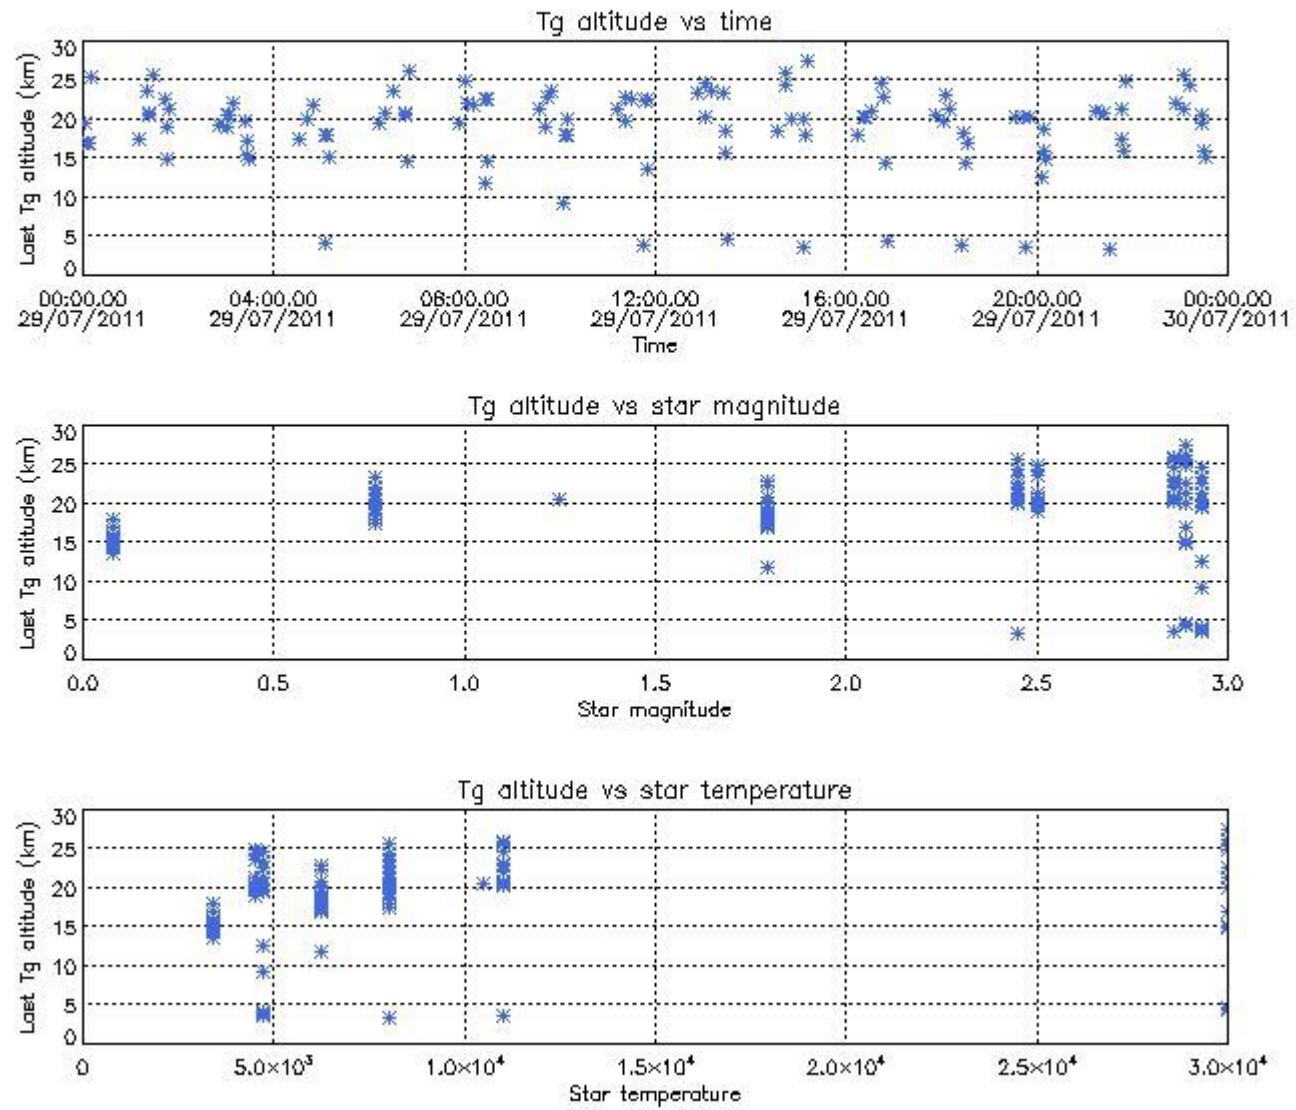 Tg altitude vs time
Last Tg altitude (km)
30
25
20
15
10
5
0
00:00.00 04:00.00 08:00.00 12:00.00 16:00.00 20:00.00 00:00.00
29/07/2011 29/07/2011 29/07/2011 29/07/2011 29/07/2011 29/07/2011 30/07/2011
Time
Tg altitude vs star magnitude
Last Tg altitude (km)
30
25
20
15
10
5
0
0.0 0.5 1.0 1.5 2.0 2.5 3.0
Star magnitude
Tg altitude vs star temperature
Last Tg altitude (km)
30
25
20
15
10
5
0
0 5.0×10³ 1.0×10⁴ 1.5×10⁴ 2.0×10⁴ 2.5×10⁴ 3.0×10⁴
Star temperature